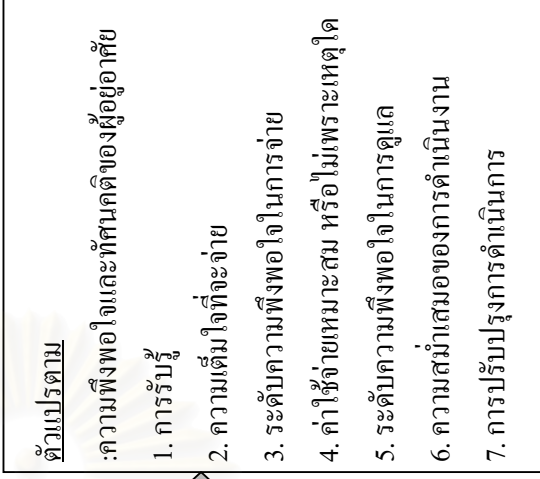 ตัวแปรตาม
:ความพึงพอใจและทัศนคติของผู้อยู่อาศัย
1. การรับรู้
2. ความเต็มใจที่จะจ่าย
3. ระดับความพึงพอใจในการจ่าย
4. ค่าใช้จ่ายเหมาะสม หรือไม่เพราะเหตุใด
5. ระดับความพึงพอใจในการดูแล
6. ความสม่ำเสมอของการดำเนินงาน
7. การปรับปรุงการดำเนินการ